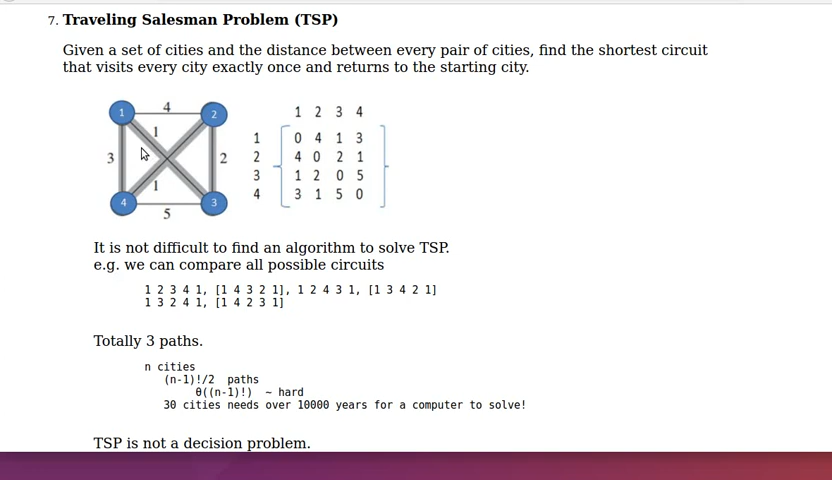 7. Traveling Salesman Problem (TSP)
Given a set of cities and the distance between every pair of cities, find the shortest circuit
that visits every city exactly once and returns to the starting city.
1 4 2
1
3 2
1
4 5 3
1 2 3 4
1 0 4 1 3
2 4 0 2 1
3 1 2 0 5
4 3 1 5 0
It is not difficult to find an algorithm to solve TSP.
e.g. we can compare all possible circuits
1 2 3 4 1, [1 4 3 2 1], 1 2 4 3 1, [1 3 4 2 1]
1 3 2 4 1, [1 4 2 3 1]
Totally 3 paths.
n cities
(n-1)!/2 paths
θ((n-1)!) ~ hard
30 cities needs over 10000 years for a computer to solve!
TSP is not a decision problem.